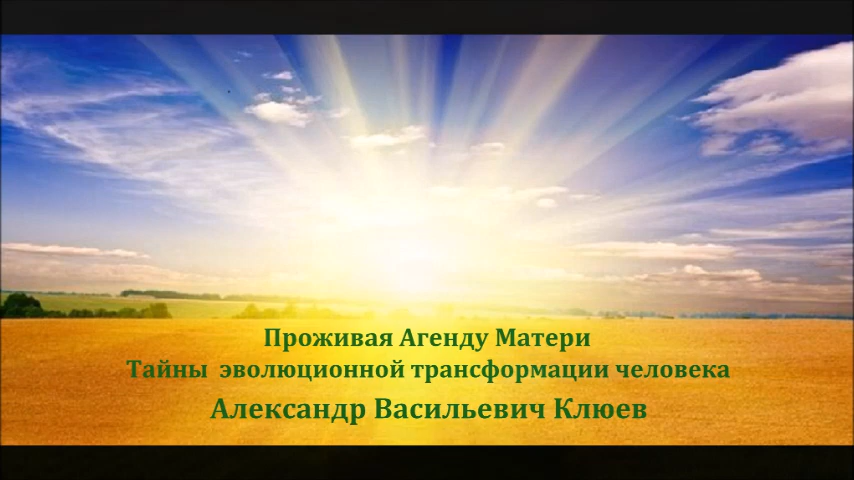 Проживая Агенду Матери
Тайны эволюционной трансформации человека
Александр Васильевич Клюев